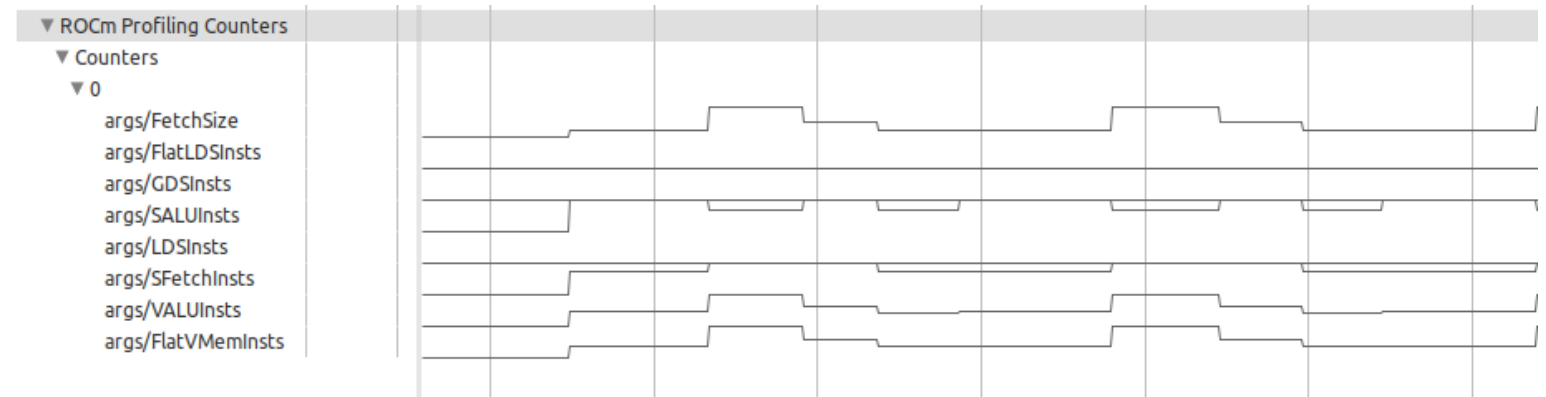 ▼ ROCm Profiling Counters
▼ Counters
▼ 0
args/FetchSize
args/FlatLDSInsts
args/GDSInsts
args/SALUInsts
args/LDSInsts
args/SFetchInsts
args/VALUInsts
args/FlatVMemInsts